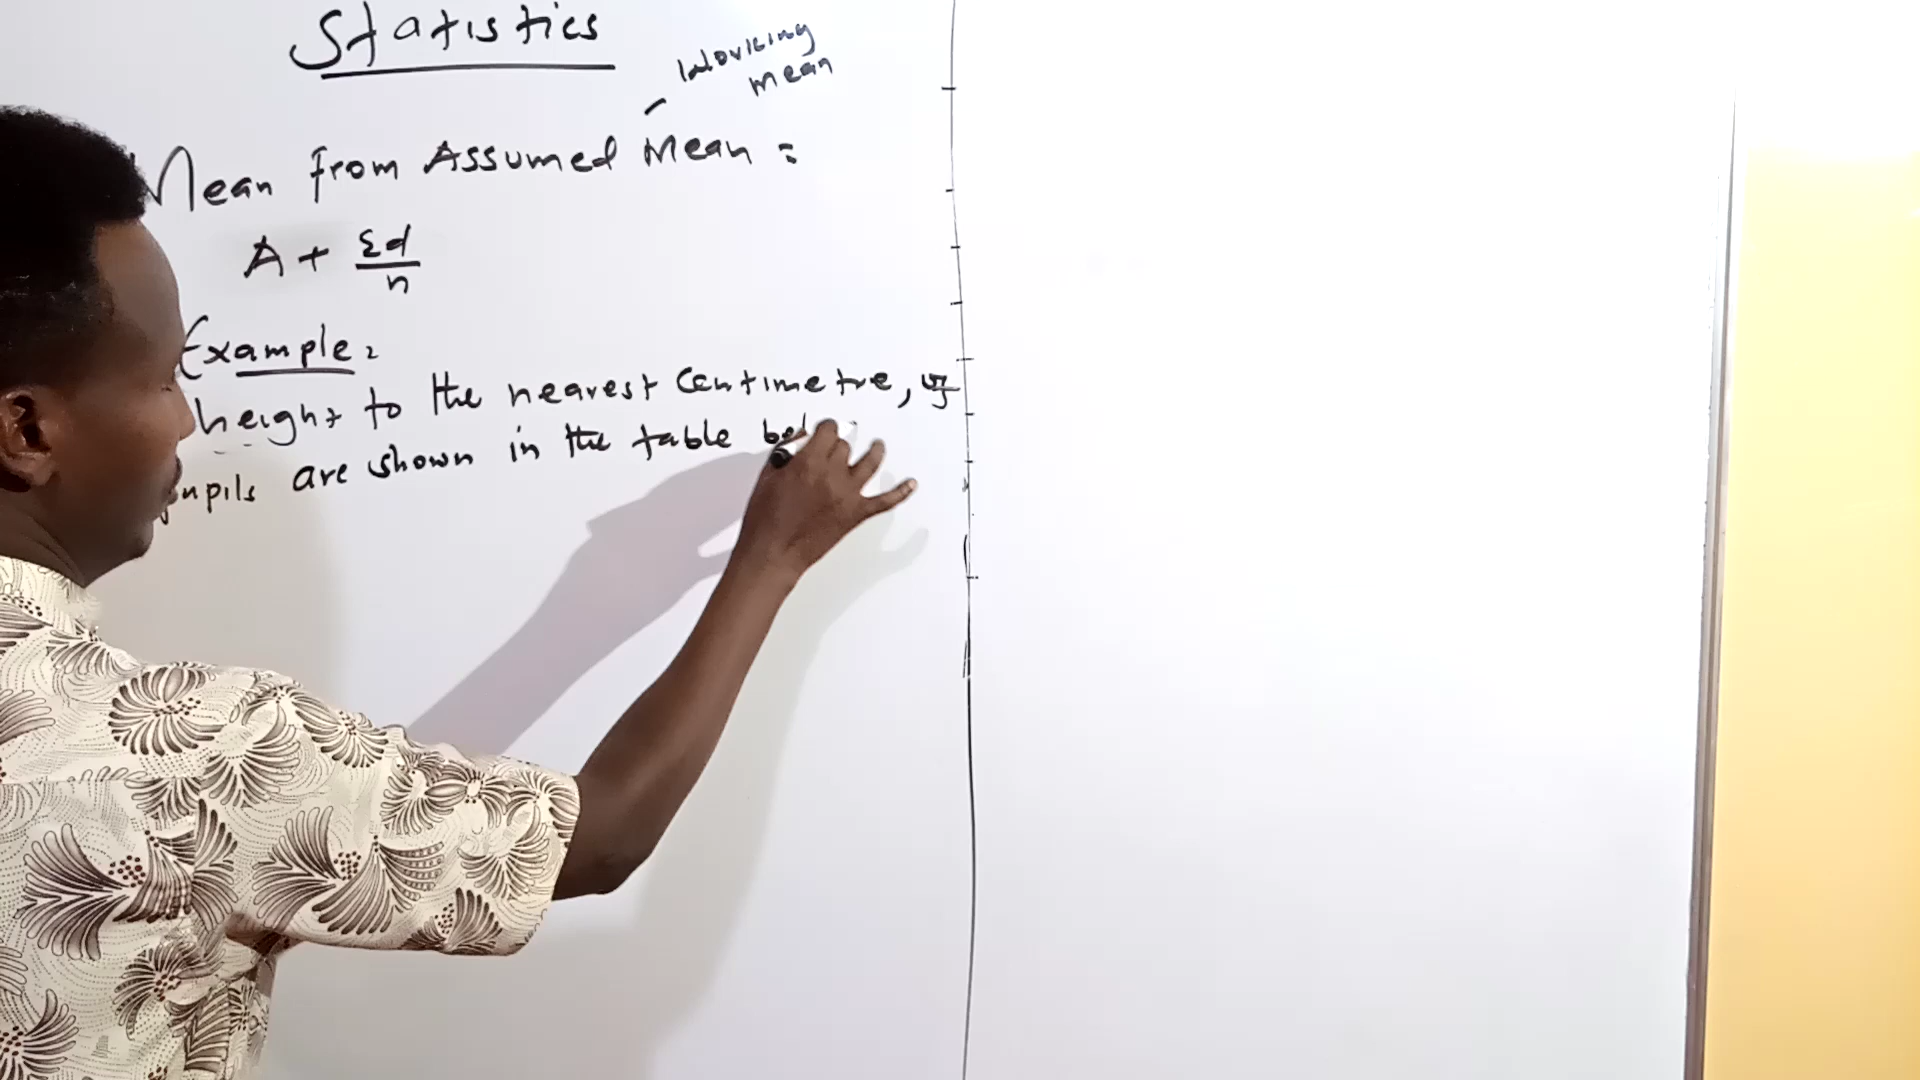 Statistics
working
mean
Mean from Assumed Mean =
A + Σd
n
Example:
height to the nearest Centimetre, of
pupils are shown in the table bel